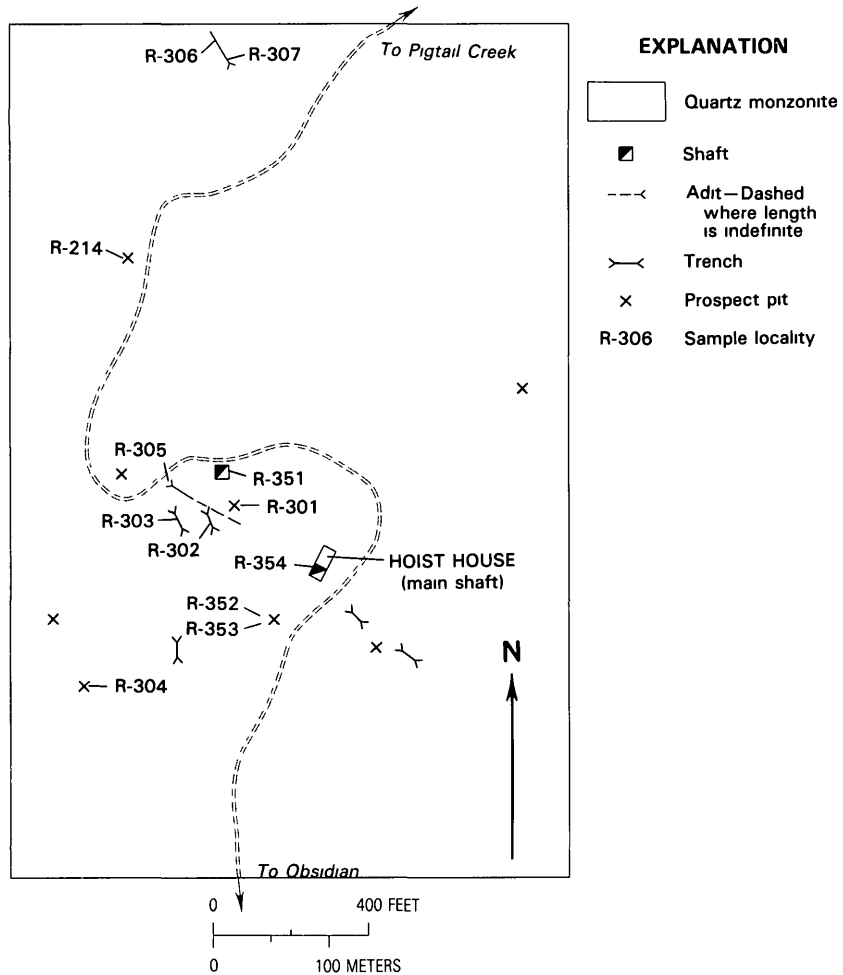 To Pigtail Creek
R-306
R-307
R-214
R-305
R-351
R-301
R-303
R-302
R-354
HOIST HOUSE
(main shaft)
R-352
R-353
R-304
N
To Obsidian
0 400 FEET
0 100 METERS
EXPLANATION
Quartz monzonite
Shaft
Adit—Dashed
where length
is indefinite
Trench
Prospect pit
R-306 Sample locality